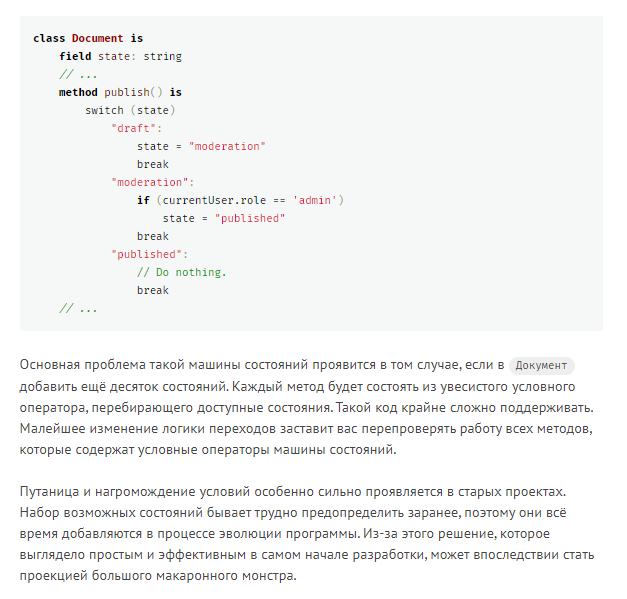 class Document is
    field state: string
    // ...
    method publish() is
        switch (state)
            "draft":
                state = "moderation"
                break
            "moderation":
                if (currentUser.role == 'admin')
                    state = "published"
                break
            "published":
                // Do nothing.
                break
    // ...
Основная проблема такой машины состояний проявится в том случае, если в Документ
добавить ещё десяток состояний. Каждый метод будет состоять из увесистого условного
оператора, перебирающего доступные состояния. Такой код крайне сложно поддерживать.
Малейшее изменение логики переходов заставит вас перепроверять работу всех методов,
которые содержат условные операторы машины состояний.
Путаница и нагромождение условий особенно сильно проявляется в старых проектах.
Набор возможных состояний бывает трудно предопределить заранее, поэтому они всё
время добавляются в процессе эволюции программы. Из-за этого решение, которое
выглядело простым и эффективным в самом начале разработки, может впоследствии стать
проекцией большого макаронного монстра.